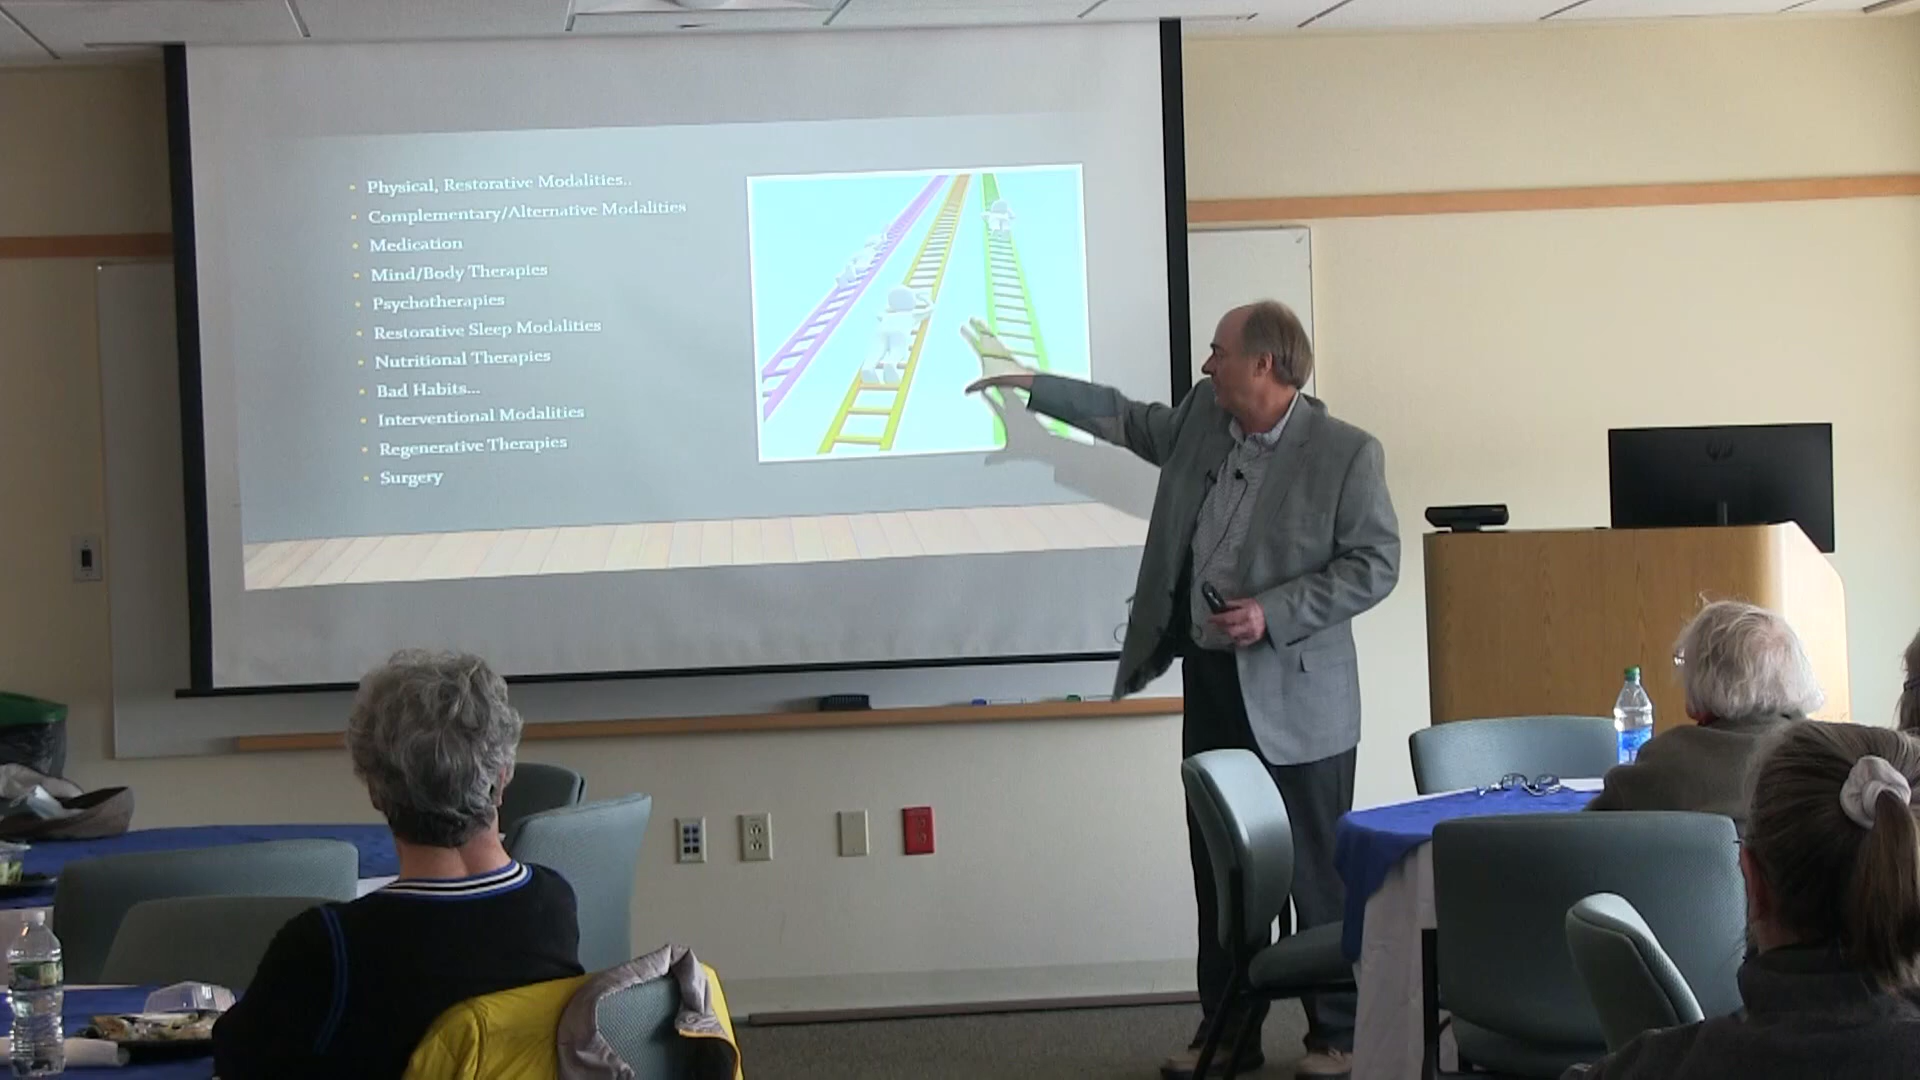 Physical, Restorative Modalities..
Complementary/Alternative Modalities
Medication
Mind/Body Therapies
Psychotherapies
Restorative Sleep Modalities
Nutritional Therapies
Bad Habits...
Interventional Modalities
Regenerative Therapies
Surgery
hp